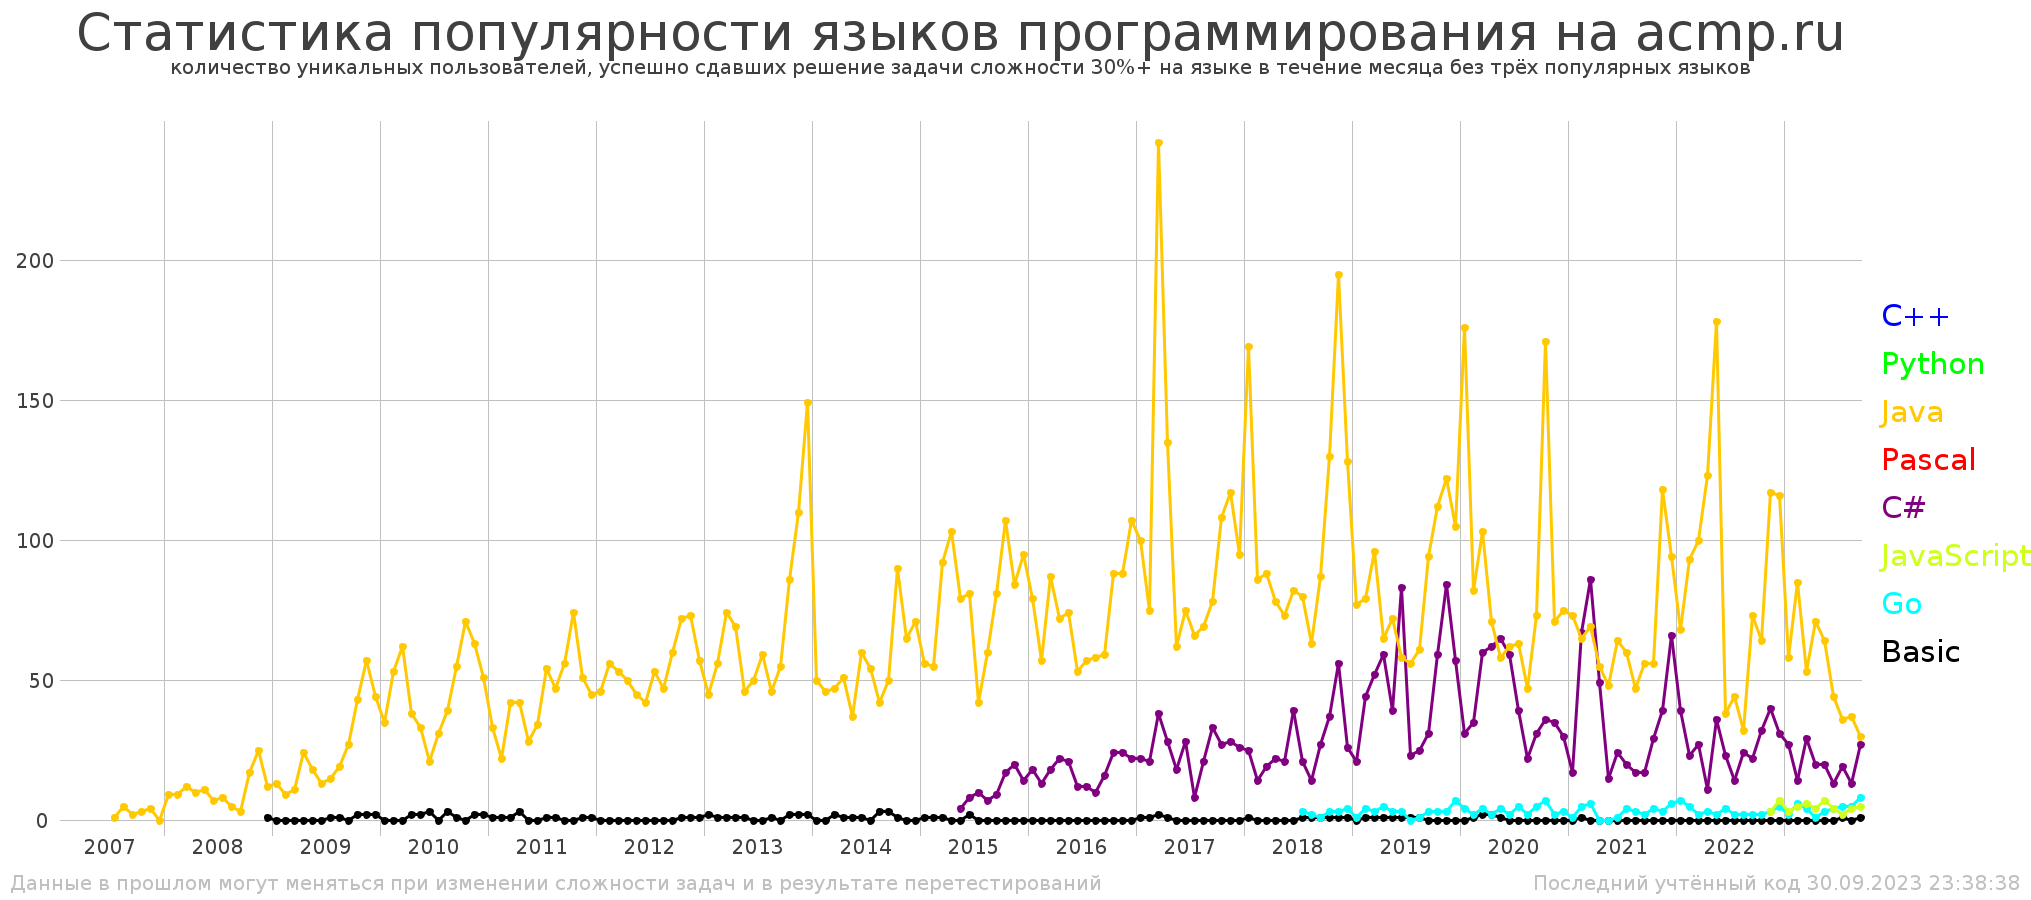 Статистика популярности языков программирования на acmp.ru
количество уникальных пользователей, успешно сдавших решение задачи сложности 30%+ на языке в течение месяца без трёх популярных языков
200
150
100
50
0
C++
Python
Java
Pascal
C#
JavaScript
Go
Basic
2007 2008 2009 2010 2011 2012 2013 2014 2015 2016 2017 2018 2019 2020 2021 2022
Данные в прошлом могут меняться при изменении сложности задач и в результате перетестирований
Последний учтённый код 30.09.2023 23:38:38